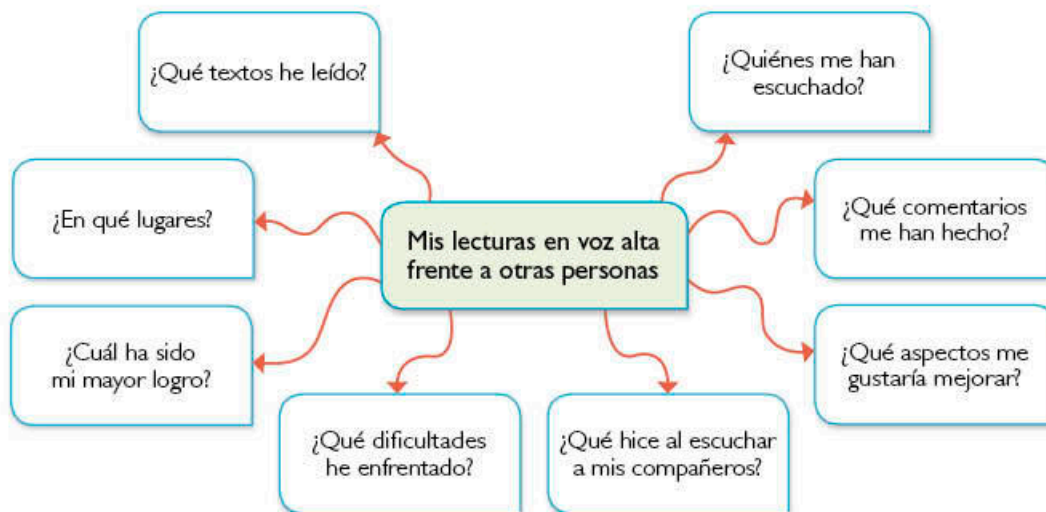 ¿Qué textos he leído?
¿Quiénes me han
escuchado?
¿En qué lugares?
Mis lecturas en voz alta
frente a otras personas
¿Qué comentarios
me han hecho?
¿Cuál ha sido
mi mayor logro?
¿Qué aspectos me
gustaría mejorar?
¿Qué dificultades
he enfrentado?
¿Qué hice al escuchar
a mis compañeros?